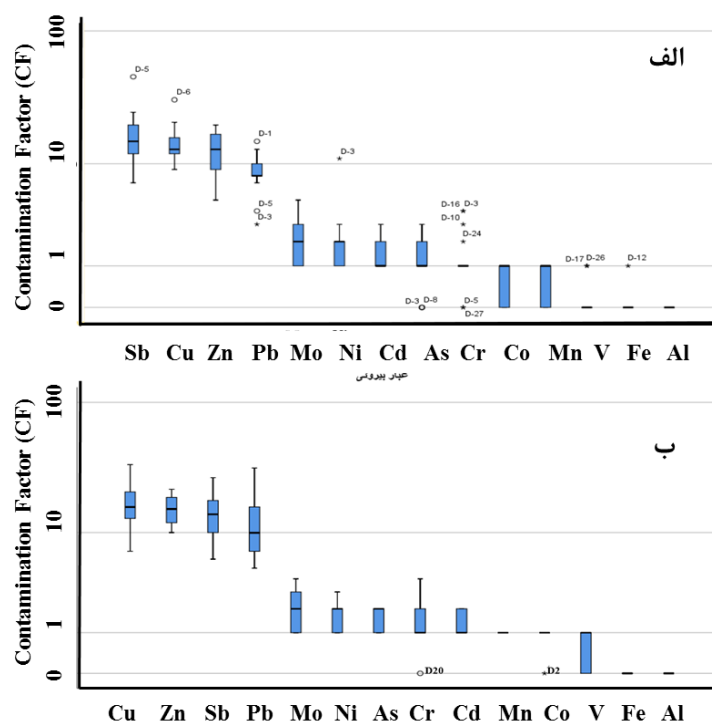 الف
Contamination Factor (CF)
100
10
1
0
D-5
D-6
D-1
D-5
D-3
D-3
D-3
D-8
D-16
D-3
D-10
D-24
D-5
D-27
D-17
D-26
D-12
Sb Cu Zn Pb Mo Ni Cd As Cr Co Mn V Fe Al
غبار بیرونی
ب
Contamination Factor (CF)
100
10
1
0
D20
D2
Cu Zn Sb Pb Mo Ni As Cr Cd Mn Co V Fe Al